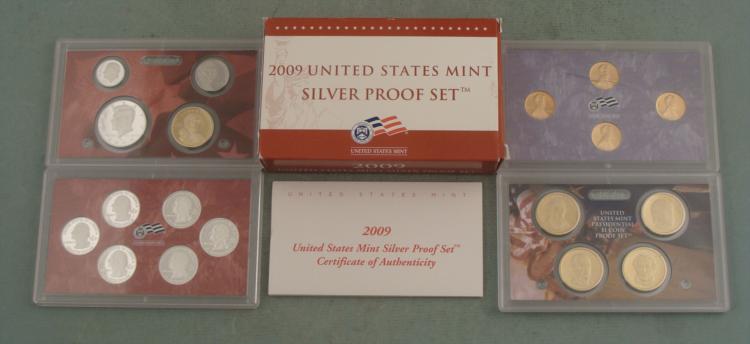 2009 UNITED STATES MINT
SILVER PROOF SET™
UNITED STATES MINT
2009
UNITED STATES MINT
2009
United States Mint Silver Proof Set™
Certificate of Authenticity
UNITED
STATES MINT
PRESIDENTIAL
$1 COIN
PROOF SET™